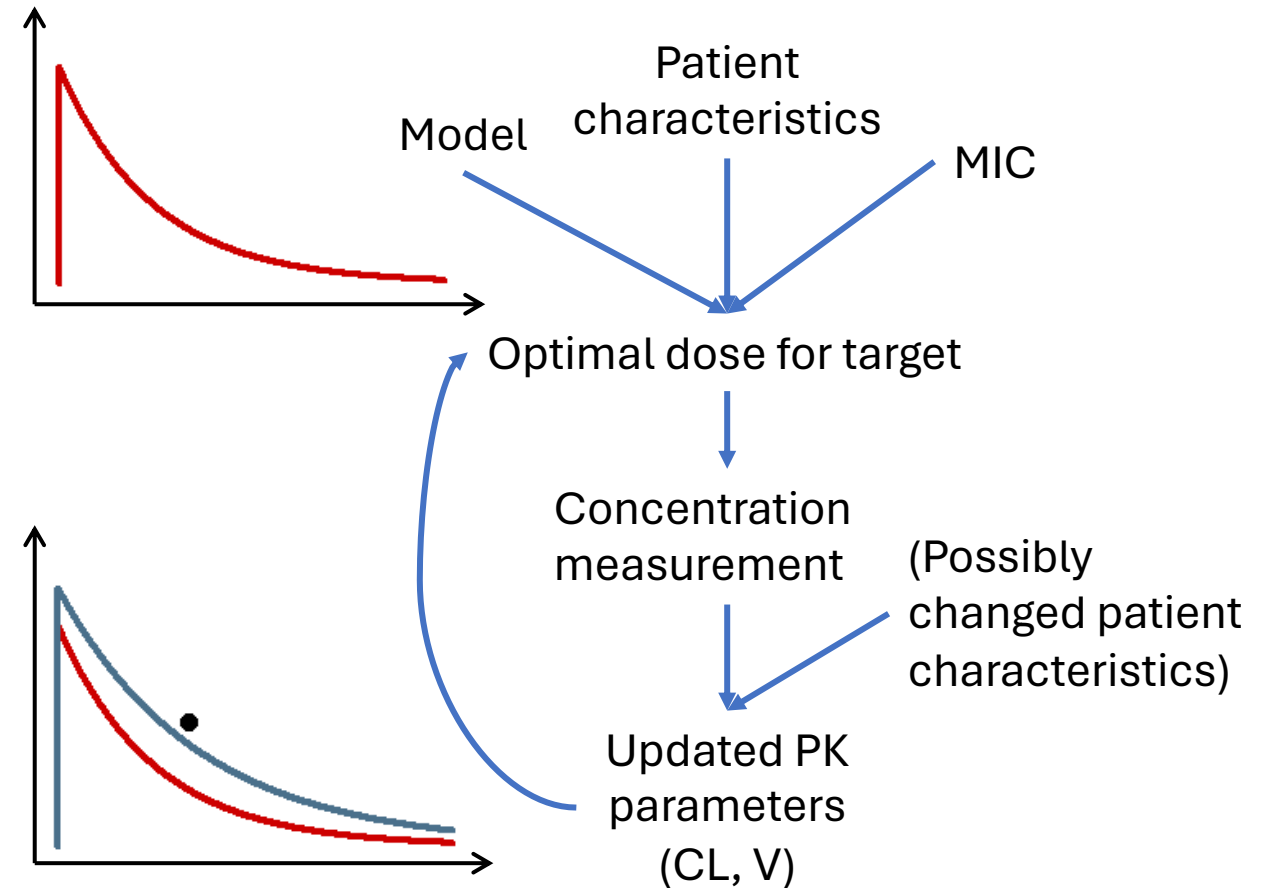 Patient
characteristics
Model
MIC
Optimal dose for target
Concentration
measurement
(Possibly
changed patient
characteristics)
Updated PK
parameters
(CL, V)